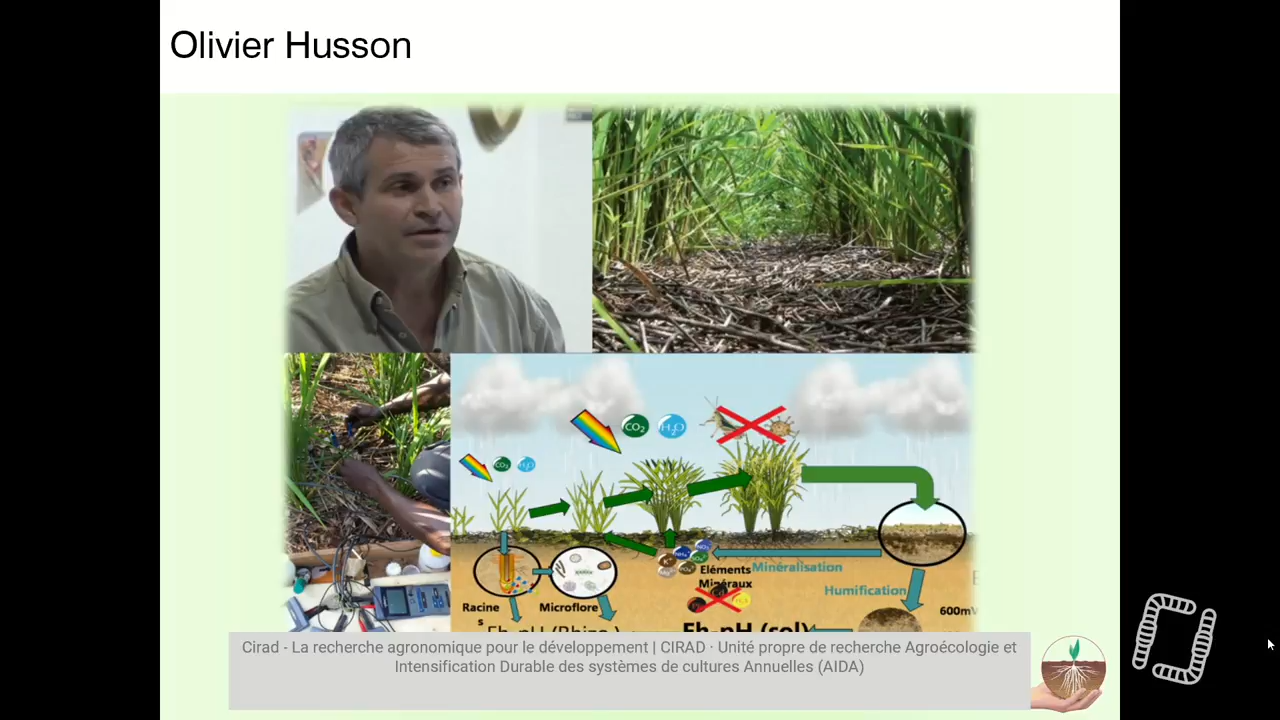 Olivier Husson
CO₂ H₂O
CO₂ H₂O
NH₄⁺
K⁺
Eléments
Minéraux
Minéralisation
Humification
Racine
s
Microflore
600mV
Eh-pH (Rhizo.)
Eh-pH (sol)
Cirad - La recherche agronomique pour le développement | CIRAD · Unité propre de recherche Agroécologie et
Intensification Durable des systèmes de cultures Annuelles (AIDA)